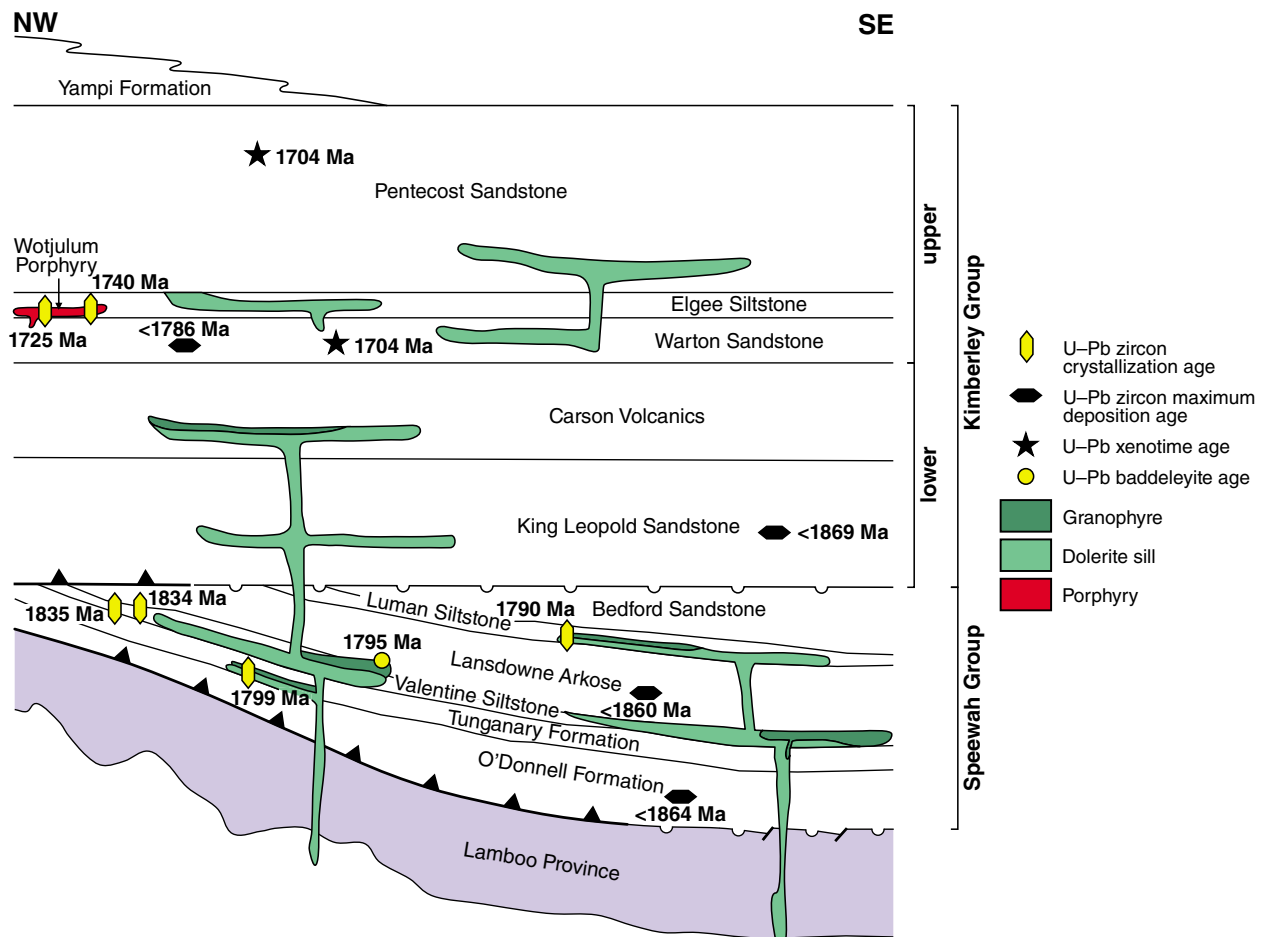 NW
SE
Yampi Formation
1704 Ma
Pentecost Sandstone
upper
Wotjulum
Porphyry
1740 Ma
Elgee Siltstone
1725 Ma
<1786 Ma
1704 Ma
Warton Sandstone
Kimberley Group
Carson Volcanics
lower
King Leopold Sandstone
<1869 Ma
1835 Ma
1834 Ma
Luman Siltstone
1790 Ma
Bedford Sandstone
1795 Ma
Lansdowne Arkose
1799 Ma
Valentine Siltstone
<1860 Ma
Tunganary Formation
O'Donnell Formation
<1864 Ma
Speewah Group
Lamboo Province
U–Pb zircon
crystallization age
U–Pb zircon maximum
deposition age
U–Pb xenotime age
U–Pb baddeleyite age
Granophyre
Dolerite sill
Porphyry